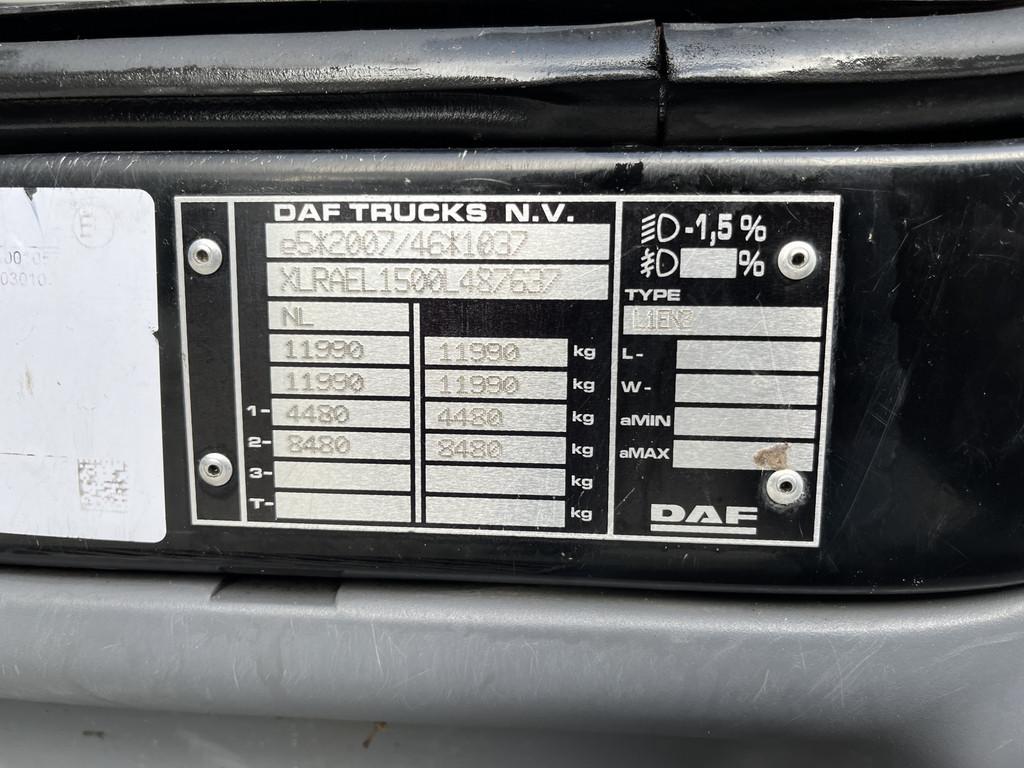 DAF TRUCKS N.V.
e5*2007/46*1037
XLRAEL1500L487637
NL
11990 11990 kg
11990 11990 kg
1- 4480 4480 kg
2- 8480 8480 kg
3- kg
T- kg
-1,5 %
%
TYPE
L1EN2
L-
W-
aMIN
aMAX
DAF
E
03010